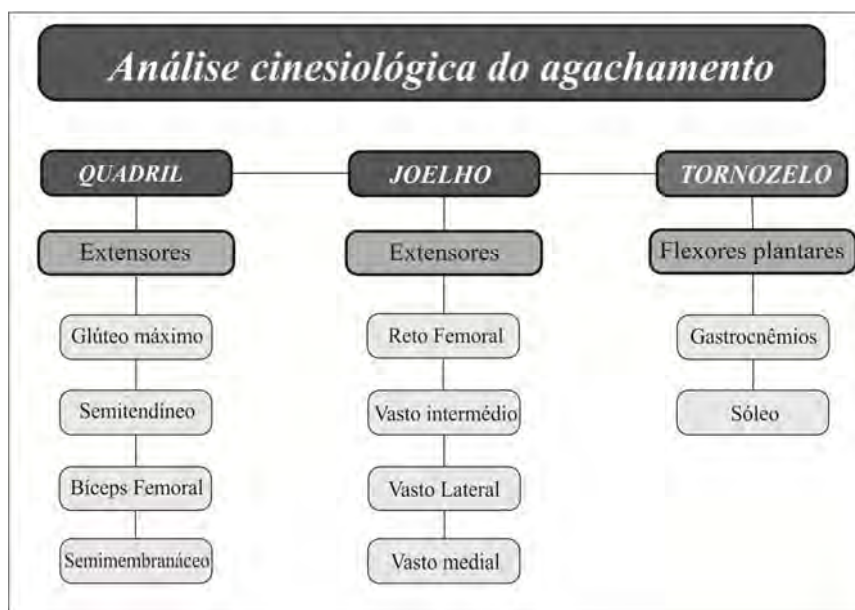 Análise cinesiológica do agachamento
QUADRIL
JOELHO
TORNOZELO
Extensores
Extensores
Flexores plantares
Glúteo máximo
Reto Femoral
Gastrocnêmios
Semitendíneo
Vasto intermédio
Sóleo
Bíceps Femoral
Vasto Lateral
Semimembranáceo
Vasto medial